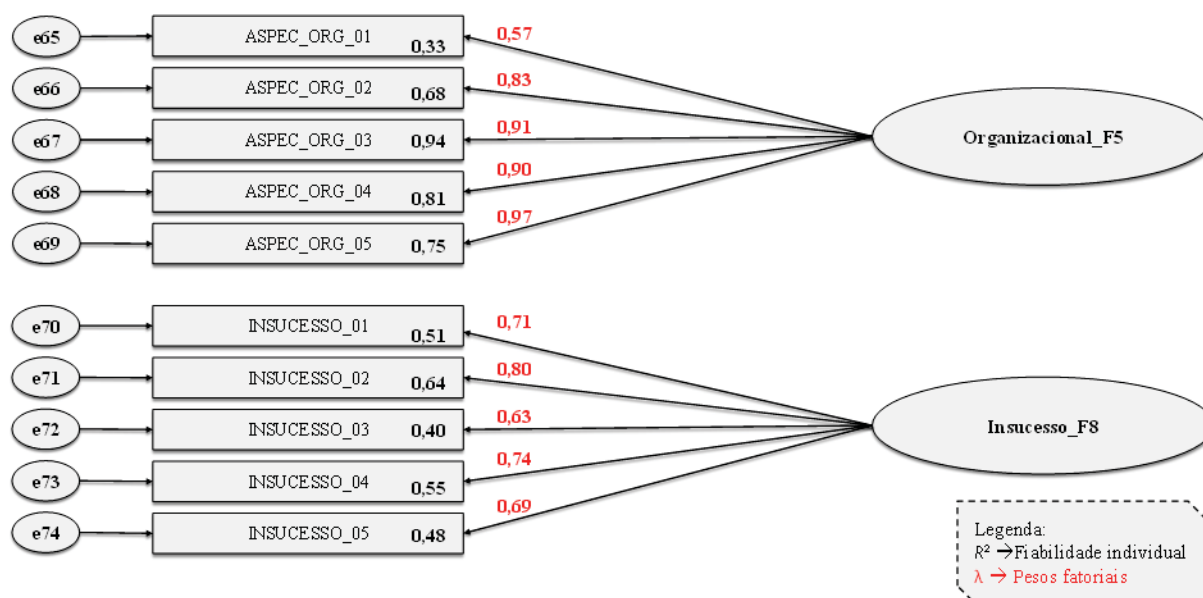 e65 ASPEC_ORG_01 0,33 0,57
e66 ASPEC_ORG_02 0,68 0,83
e67 ASPEC_ORG_03 0,94 0,91
Organizacional_F5
e68 ASPEC_ORG_04 0,81 0,90
e69 ASPEC_ORG_05 0,75 0,97
e70 INSUCESSO_01 0,51 0,71
e71 INSUCESSO_02 0,64 0,80
e72 INSUCESSO_03 0,40 0,63
Insucesso_F8
e73 INSUCESSO_04 0,55 0,74
e74 INSUCESSO_05 0,48 0,69
Legenda:
R² →Fiabilidade individual
λ → Pesos fatoriais